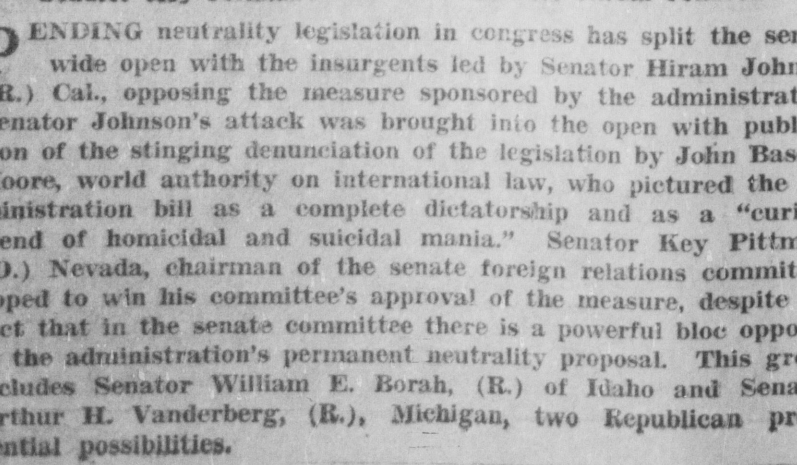 PENDING neutrality legislation in congress has split the sen
wide open with the insurgents led by Senator Hiram John
R.) Cal., opposing the measure sponsored by the administrat
enator Johnson's attack was brought into the open with publ
on of the stinging denunciation of the legislation by John Bas
oore, world authority on international law, who pictured the
inistration bill as a complete dictatorship and as a "curi
end of homicidal and suicidal mania." Senator Key Pittm
D.) Nevada, chairman of the senate foreign relations committ
oped to win his committee's approval of the measure, despite
ct that in the senate committee there is a powerful bloc oppo
the administration's permanent neutrality proposal. This gro
cludes Senator William E. Borah, (R.) of Idaho and Sena
rthur H. Vanderberg, (R.), Michigan, two Republican pr
ential possibilities.